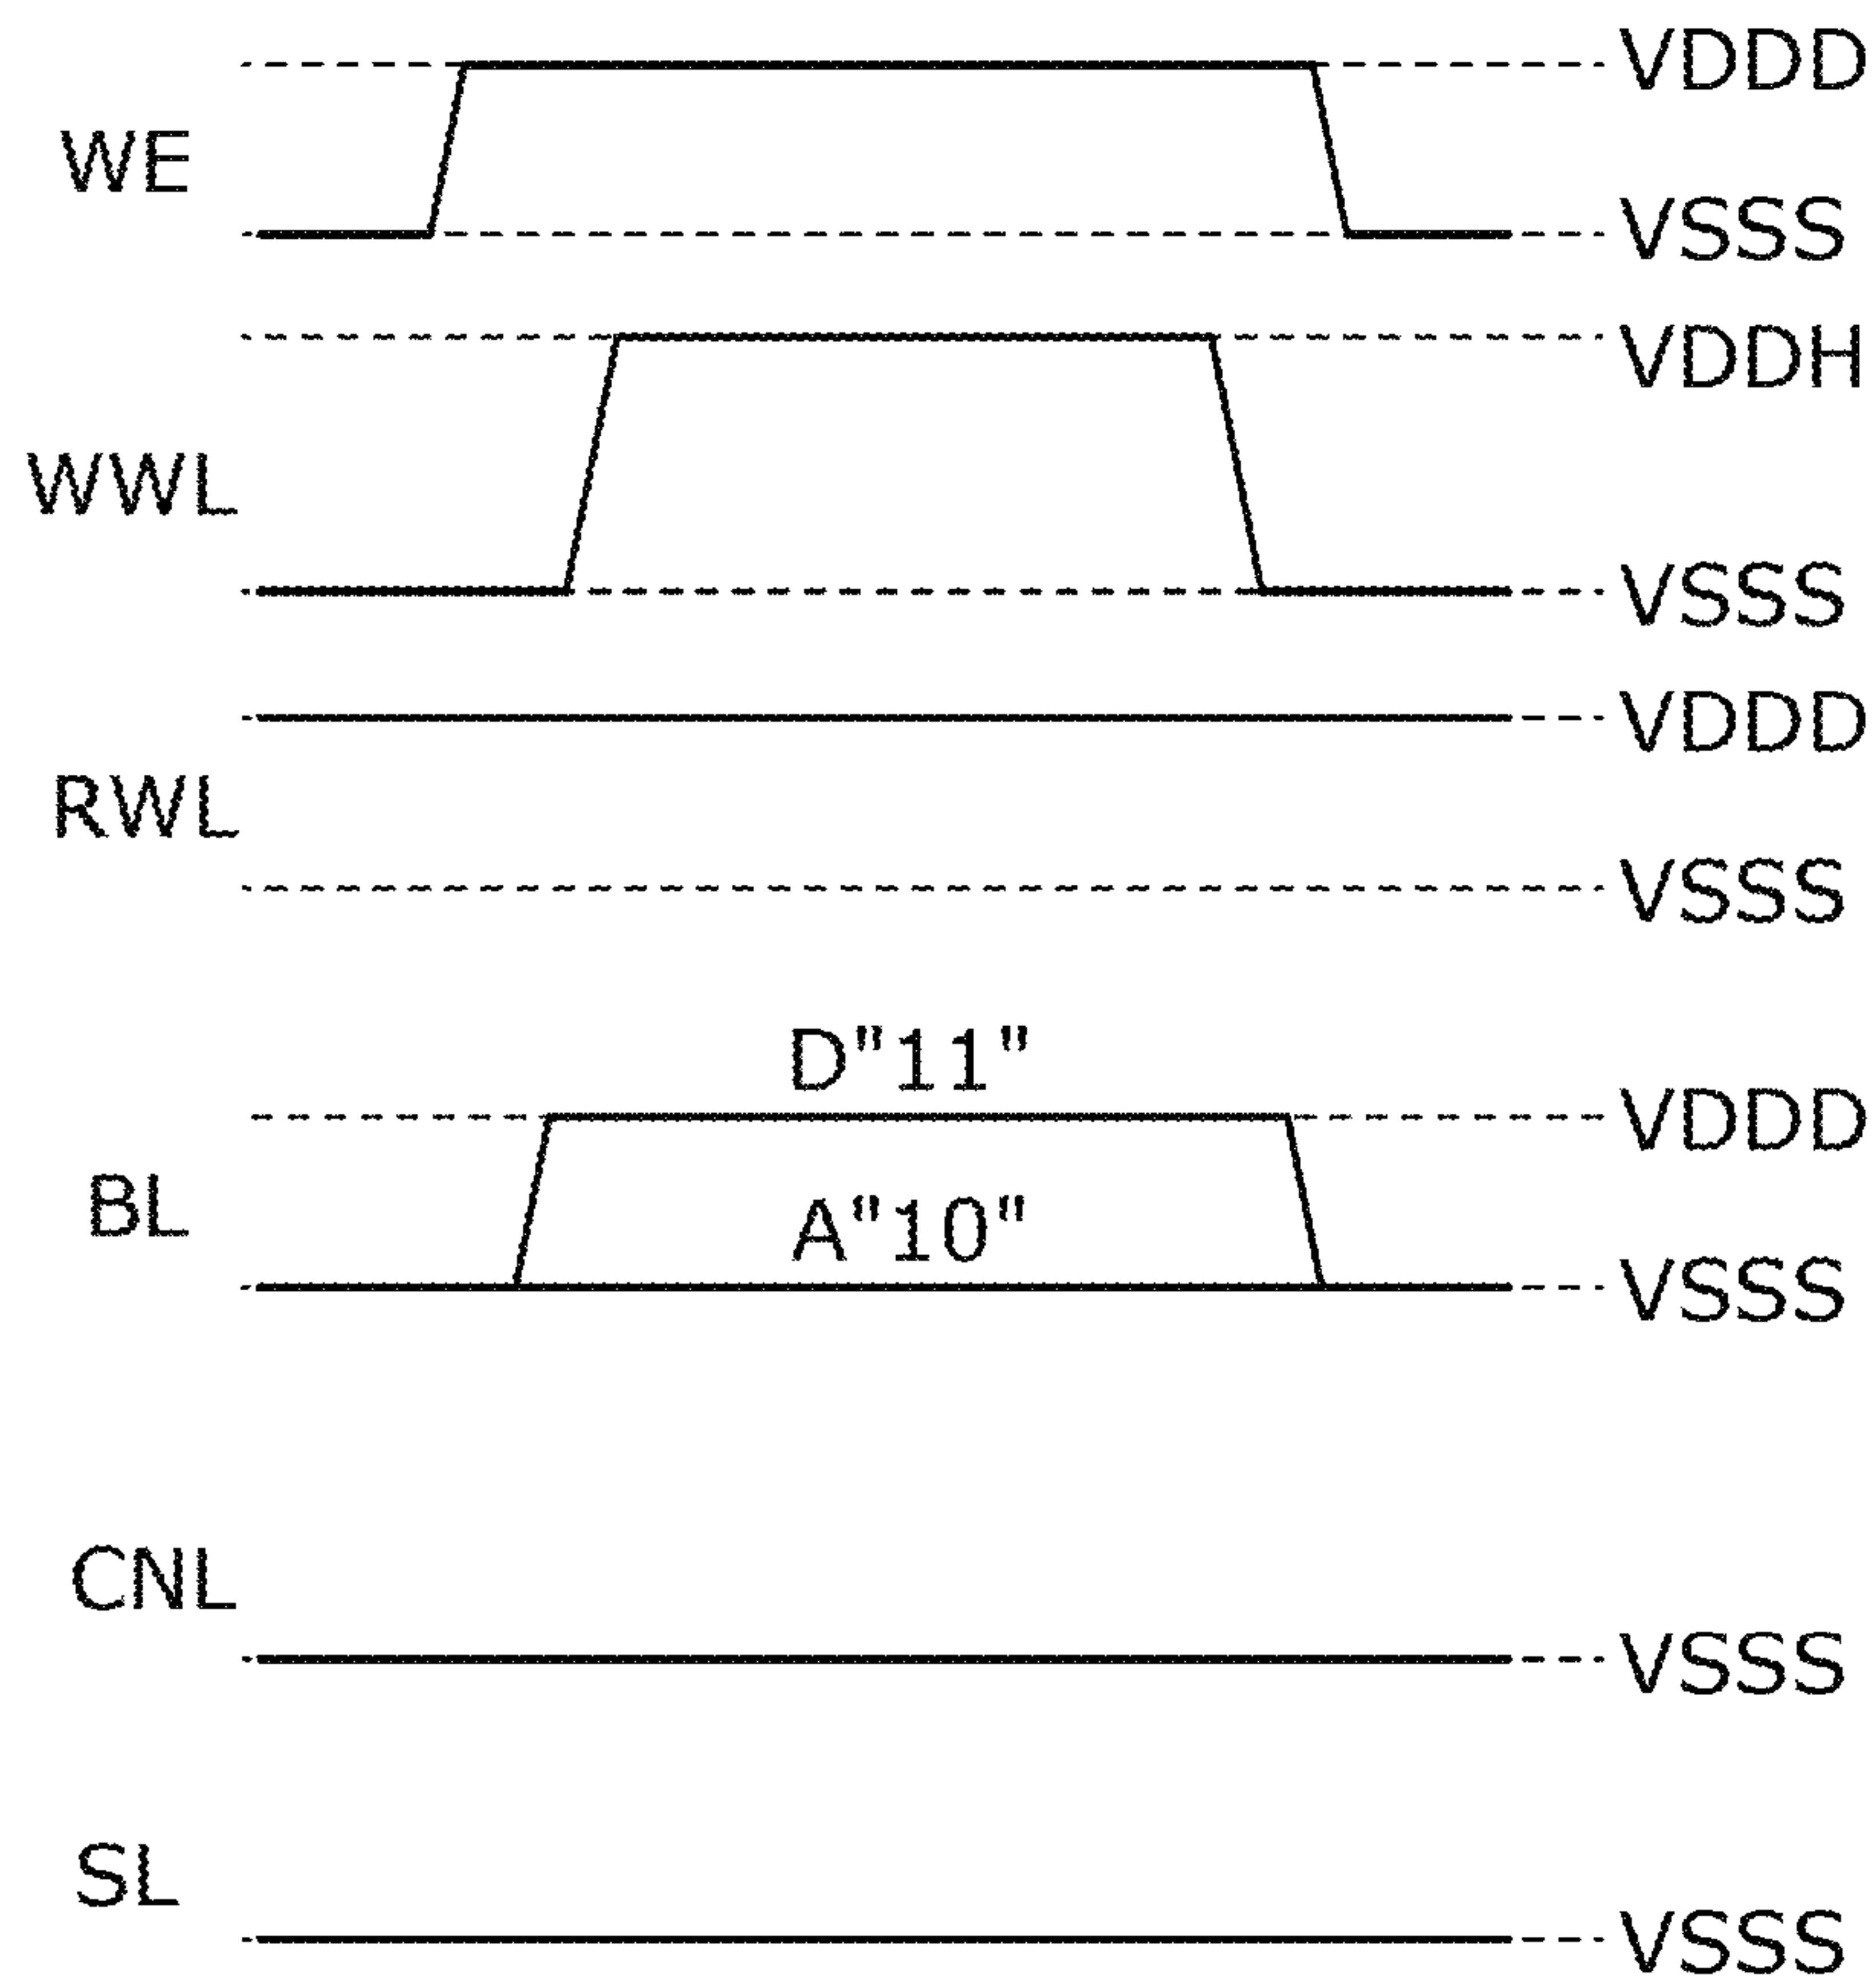 VDDD
WE
VSSS
VDDH
WWL
VSSS
VDDD
RWL
VSSS
D"11"
VDDD
BL
A"10"
VSSS
CNL
VSSS
SL
VSSS